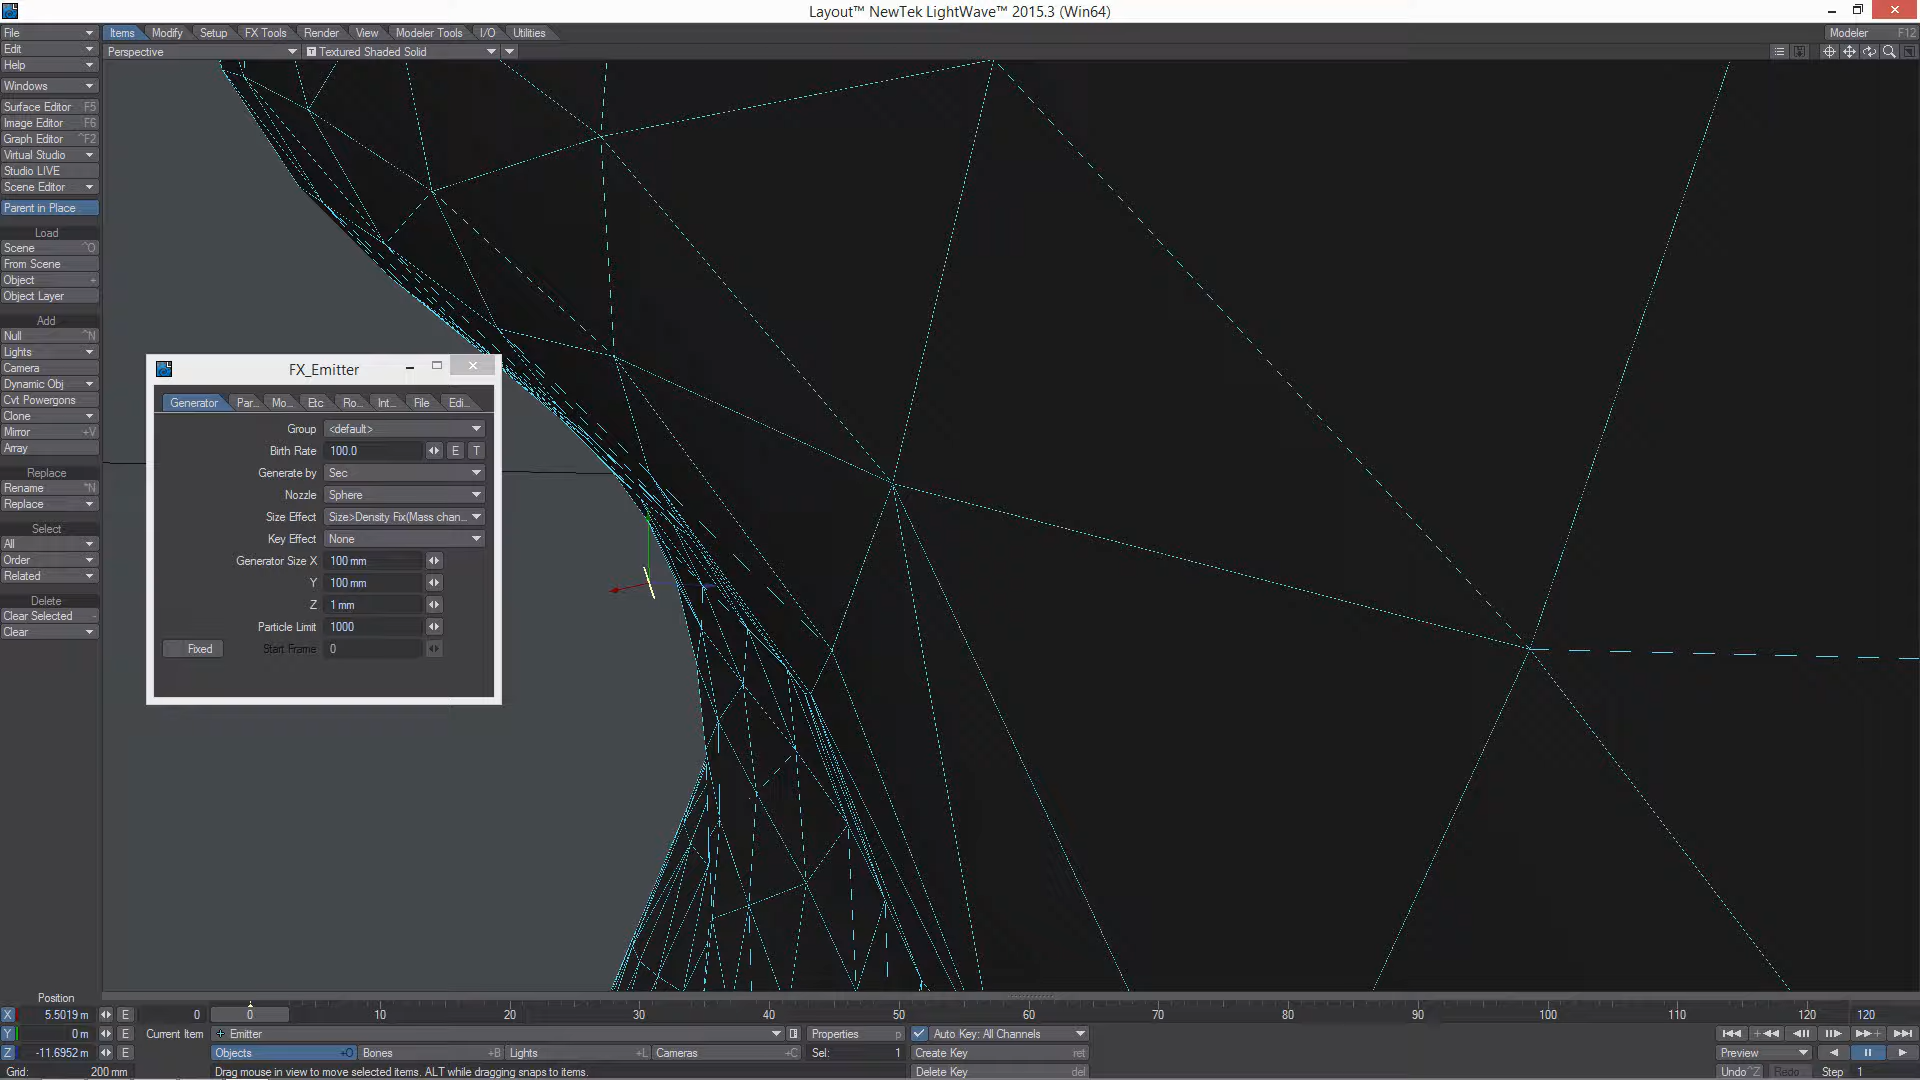 Layout™ NewTek LightWave™ 2015.3 (Win64)
File
Items
Modify
Setup
FX Tools
Render
View
Modeler Tools
I/O
Utilities
Modeler F12
Edit
Perspective
T Textured Shaded Solid
Help
Windows
Surface Editor F5
Image Editor F6
Graph Editor ^F2
Virtual Studio
Studio LIVE
Scene Editor
Parent in Place
Load
Scene ^O
From Scene
Object +
Object Layer
Add
Null ^N
Lights
Camera
Dynamic Obj
Cvt Powergons
Clone
Mirror +V
Array
Replace
Rename
Replace
Select
All
Order
Related
Delete
Clear Selected -
Clear
FX_Emitter
Generator Par... Mo... Etc Ro... Int... File Edi...
Group <default>
Birth Rate 100.0 E T
Generate by Sec
Nozzle Sphere
Size Effect Size>Density Fix(Mass chan...
Key Effect None
Generator Size X 100 mm
Y 100 mm
Z 1 mm
Particle Limit 1000
Fixed Start Frame 0
Position
X 5.5019 m E
0 0 10 20 30 40 50 60 70 80 90 100 110 120 120
Y 0 m E
Current Item Emitter Properties p Auto Key: All Channels
Z -11.6952 m E
Objects +O Bones +B Lights +L Cameras +C Sel: 1 Create Key ret Preview
Grid: 200 mm Drag mouse in view to move selected items. ALT while dragging snaps to items. Delete Key del Undo ^Z Redo Step 1